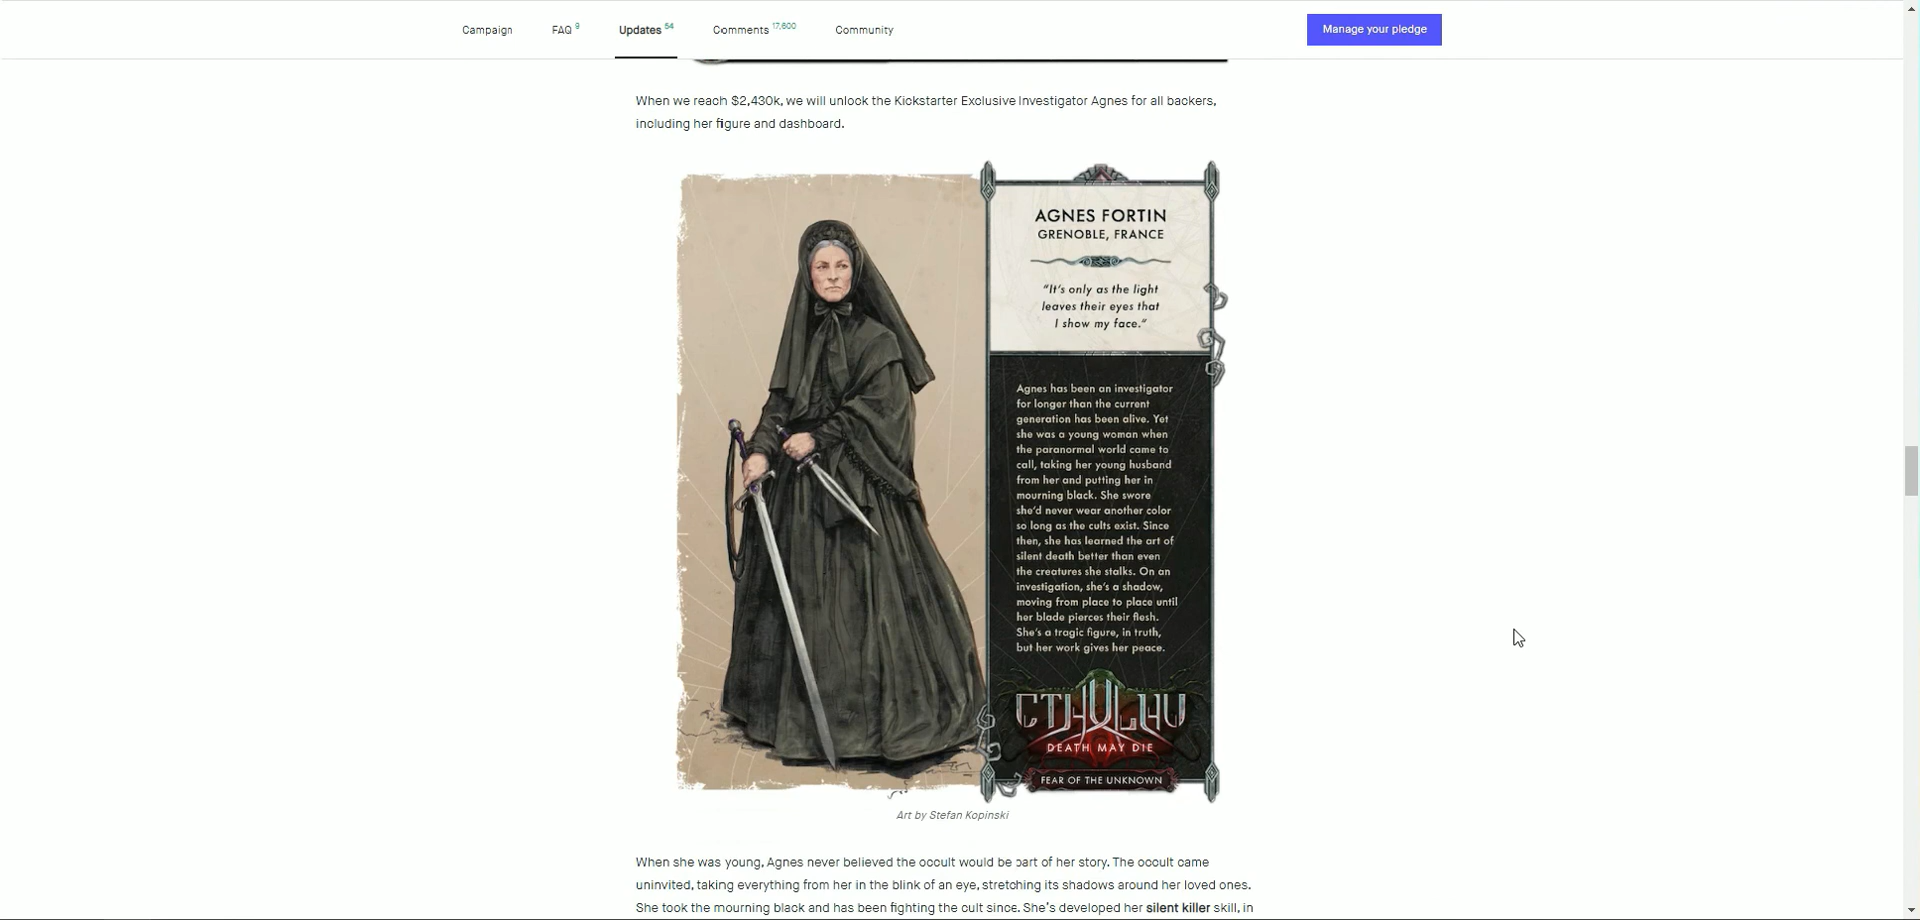 Campaign
FAQ 9
Updates 54
Comments 17,600
Community
Manage your pledge
When we reach $2,430k, we will unlock the Kickstarter Exclusive Investigator Agnes for all backers,
including her figure and dashboard.
AGNES FORTIN
GRENOBLE, FRANCE
"It's only as the light
leaves their eyes that
I show my face."
Agnes has been an investigator
for longer than the current
generation has been alive. Yet
she was a young woman when
the paranormal world came to
call, taking her young husband
from her and putting her in
mourning black. She swore
she'd never wear another color
so long as the cults exist. Since
then, she has learned the art of
silent death better than even
the creatures she stalks. On an
investigation, she's a shadow,
moving from place to place until
her blade pierces their flesh.
She's a tragic figure, in truth,
but her work gives her peace.
CTHULHU
DEATH MAY DIE
FEAR OF THE UNKNOWN
Art by Stefan Kopinski
When she was young, Agnes never believed the occult would be part of her story. The occult came
uninvited, taking everything from her in the blink of an eye, stretching its shadows around her loved ones.
She took the mourning black and has been fighting the cult since. She's developed her silent killer skill, in